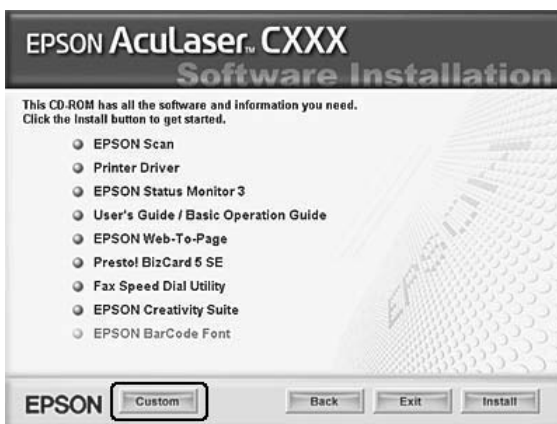 EPSON AcuLaser™ CXXX
Software Installation
This CD-ROM has all the software and information you need.
Click the Install button to get started.
EPSON Scan
Printer Driver
EPSON Status Monitor 3
User's Guide / Basic Operation Guide
EPSON Web-To-Page
Presto! BizCard 5 SE
Fax Speed Dial Utility
EPSON Creativity Suite
EPSON BarCode Font
EPSON
EPSON Custom Back Exit Install